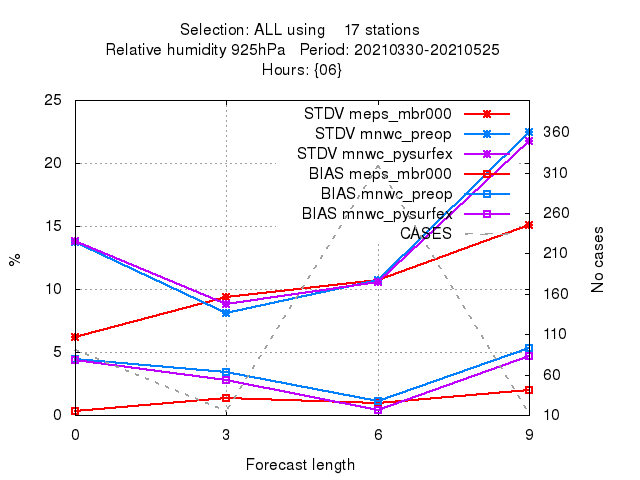 Selection: ALL using 17 stations
Relative humidity 925hPa Period: 20210330-20210525
Hours: {06}
STDV meps_mbr000
STDV mnwc_preop
STDV mnwc_pysurfex
BIAS meps_mbr000
BIAS mnwc_preop
BIAS mnwc_pysurfex
CASES
%
25
20
15
10
5
0
No cases
360
310
260
210
160
110
60
10
0 3 6 9
Forecast length